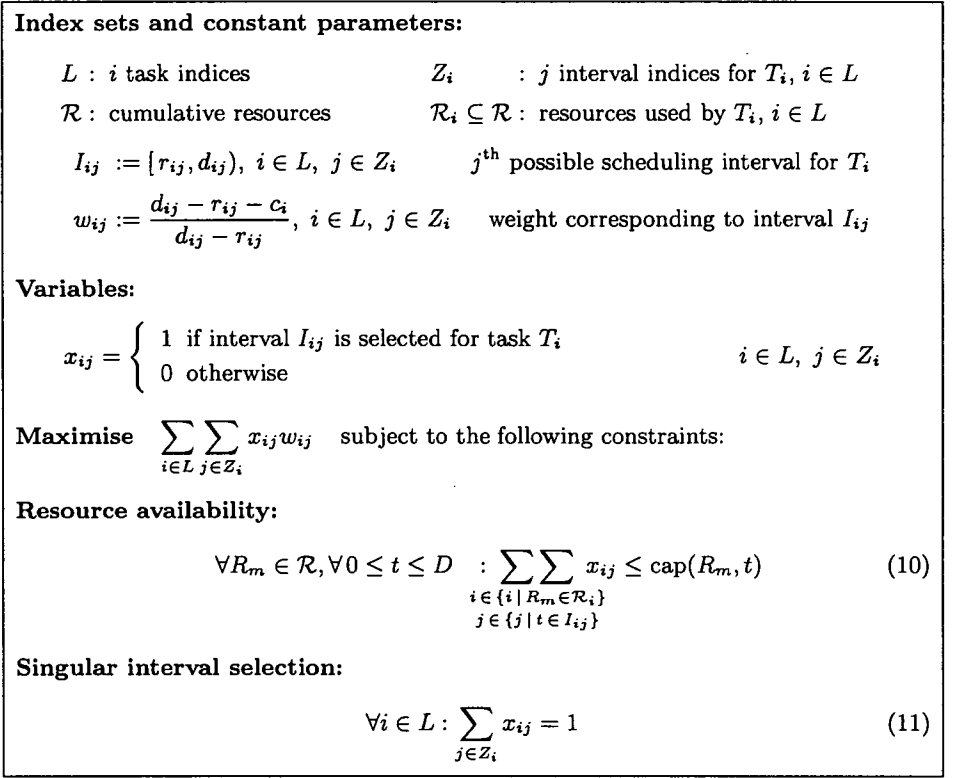 Index sets and constant parameters:
L : i task indices Z_i : j interval indices for T_i, i ∈ L
ℛ : cumulative resources ℛ_i ⊆ ℛ : resources used by T_i, i ∈ L
I_ij := [r_ij, d_ij), i ∈ L, j ∈ Z_i j^th possible scheduling interval for T_i
w_ij := (d_ij − r_ij − c_i) / (d_ij − r_ij), i ∈ L, j ∈ Z_i weight corresponding to interval I_ij
Variables:
x_ij = { 1 if interval I_ij is selected for task T_i
0 otherwise i ∈ L, j ∈ Z_i
Maximise ∑_{i∈L} ∑_{j∈Z_i} x_ij w_ij subject to the following constraints:
Resource availability:
∀R_m ∈ ℛ, ∀0 ≤ t ≤ D : ∑∑_{i ∈ {i | R_m ∈ ℛ_i} j ∈ {j | t ∈ I_ij}} x_ij ≤ cap(R_m, t) (10)
Singular interval selection:
∀i ∈ L : ∑_{j∈Z_i} x_ij = 1 (11)